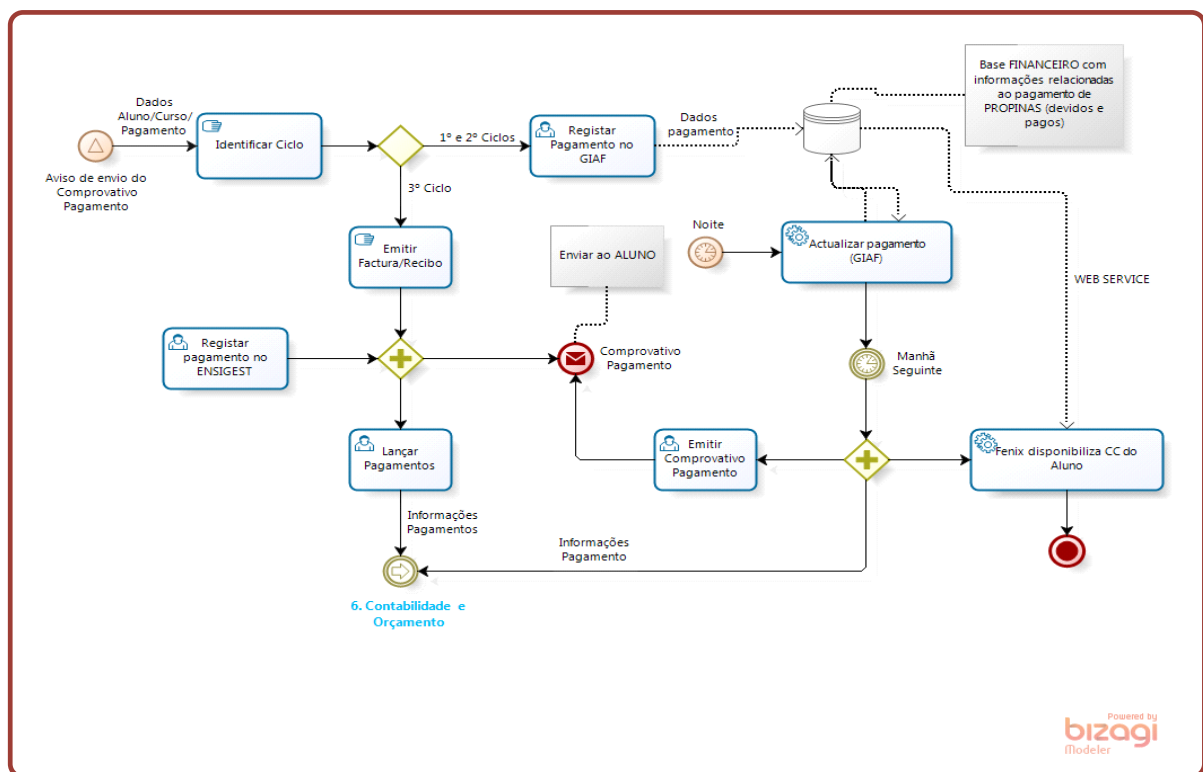 Base FINANCEIRO com
informações relacionadas
ao pagamento de
PROPINAS (devidos e
pagos)
Dados
Aluno/Curso/
Pagamento
Identificar Ciclo
1º e 2º Ciclos
Registar
Pagamento no
GIAF
Dados
pagamento
Aviso de envio do
Comprovativo
Pagamento
3º Ciclo
Emitir
Factura/Recibo
Enviar ao ALUNO
Noite
Actualizar pagamento
(GIAF)
WEB SERVICE
Registar
pagamento no
ENSIGEST
Comprovativo
Pagamento
Manhã
Seguinte
Lançar
Pagamentos
Emitir
Comprovativo
Pagamento
Fenix disponibiliza CC do
Aluno
Informações
Pagamentos
Informações
Pagamento
6. Contabilidade e
Orçamento
Powered by
bizagi
Modeler